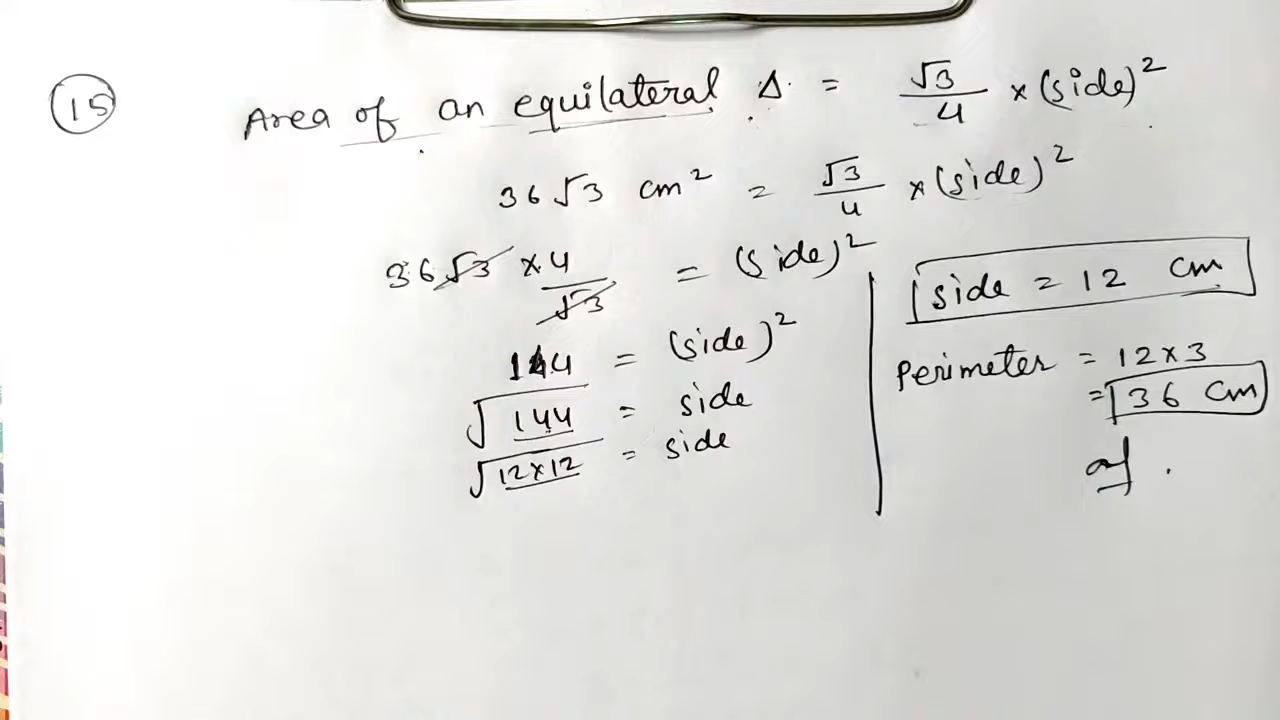 15
Area of an equilateral Δ. = √3/4 × (side)²
36√3 cm² = √3/4 × (side)²
36√3 × 4/√3 = (side)²
144 = (side)²
√144 = side
√12×12 = side
side = 12 cm
Perimeter = 12×3
= 36 cm